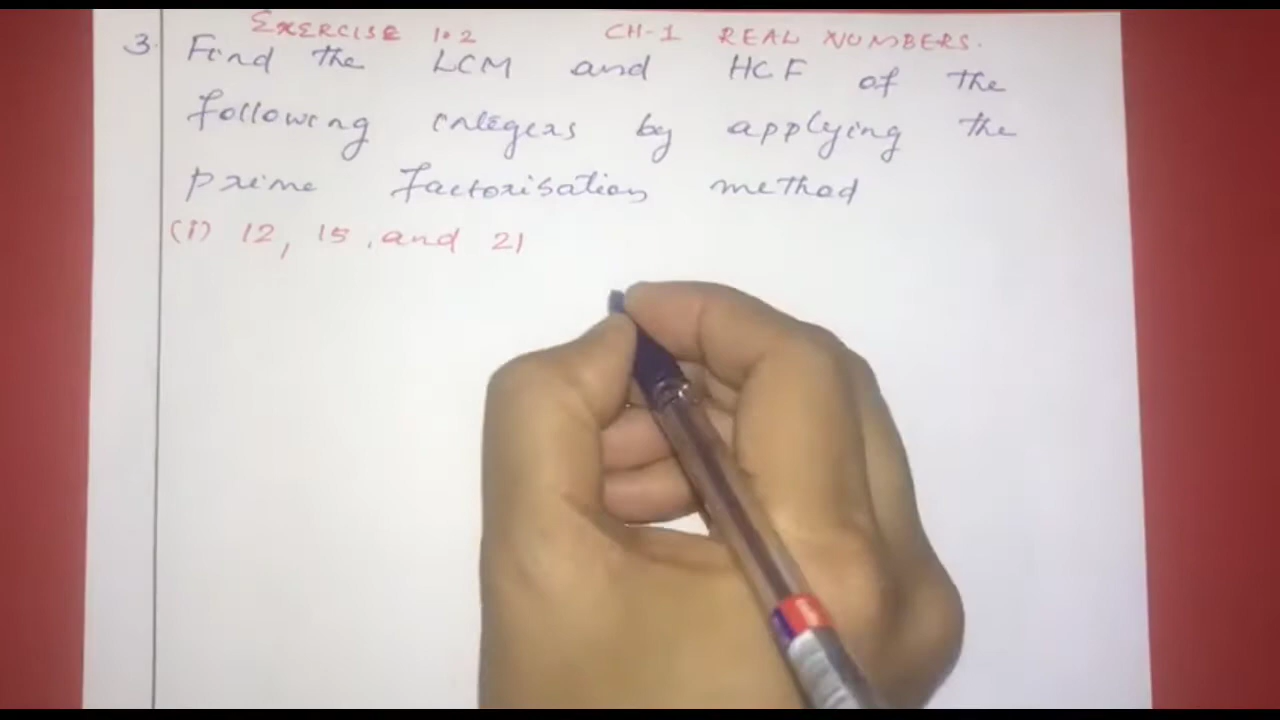 EXERCISE 1.2 CH-1 REAL NUMBERS.
3. Find the LCM and HCF of the
following integers by applying the
prime factorisation method
(i) 12, 15, and 21